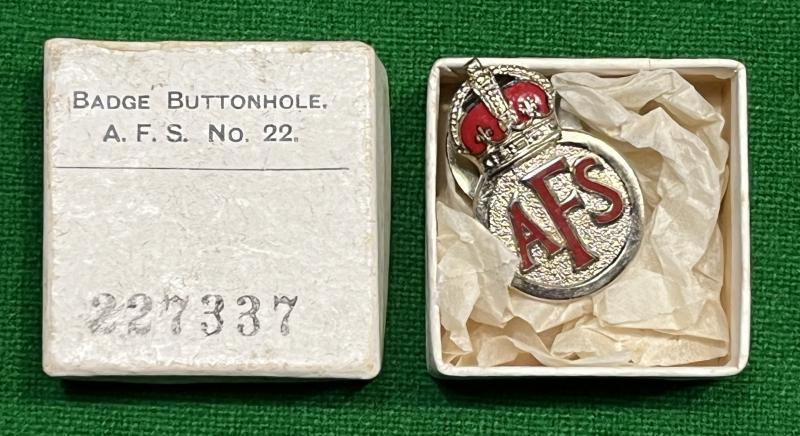 BADGE BUTTONHOLE.
A. F. S. No. 22.
227337
AFS